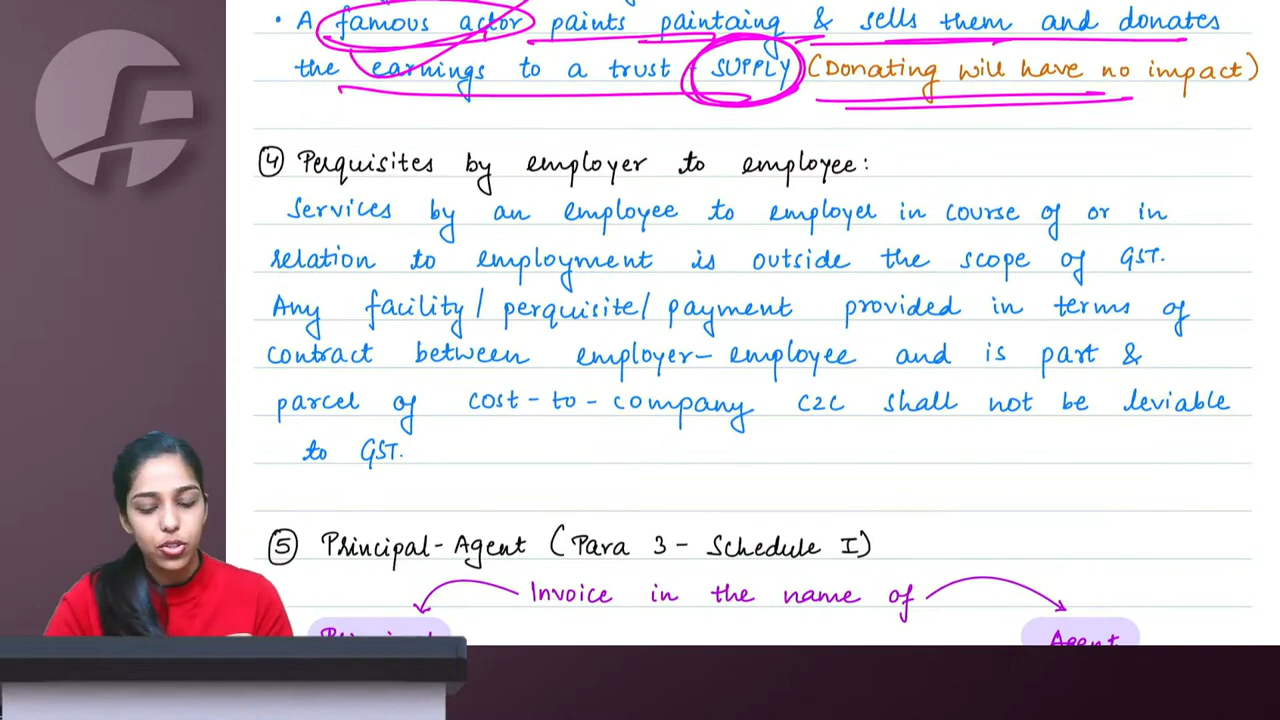 • A famous actor paints paintaing & sells them and donates
the earnings to a trust - SUPPLY (Donating will have no impact)
④ Perquisites by employer to employee:
Services by an employee to employer in course of or in
relation to employment is outside the scope of GST.
Any facility/ perquisite/ payment provided in terms of
contract between employer-employee and is part &
parcel of cost-to-company C2C shall not be leviable
to GST.
⑤ Principal-Agent (Para 3 - Schedule I)
Invoice in the name of
Principal Agent